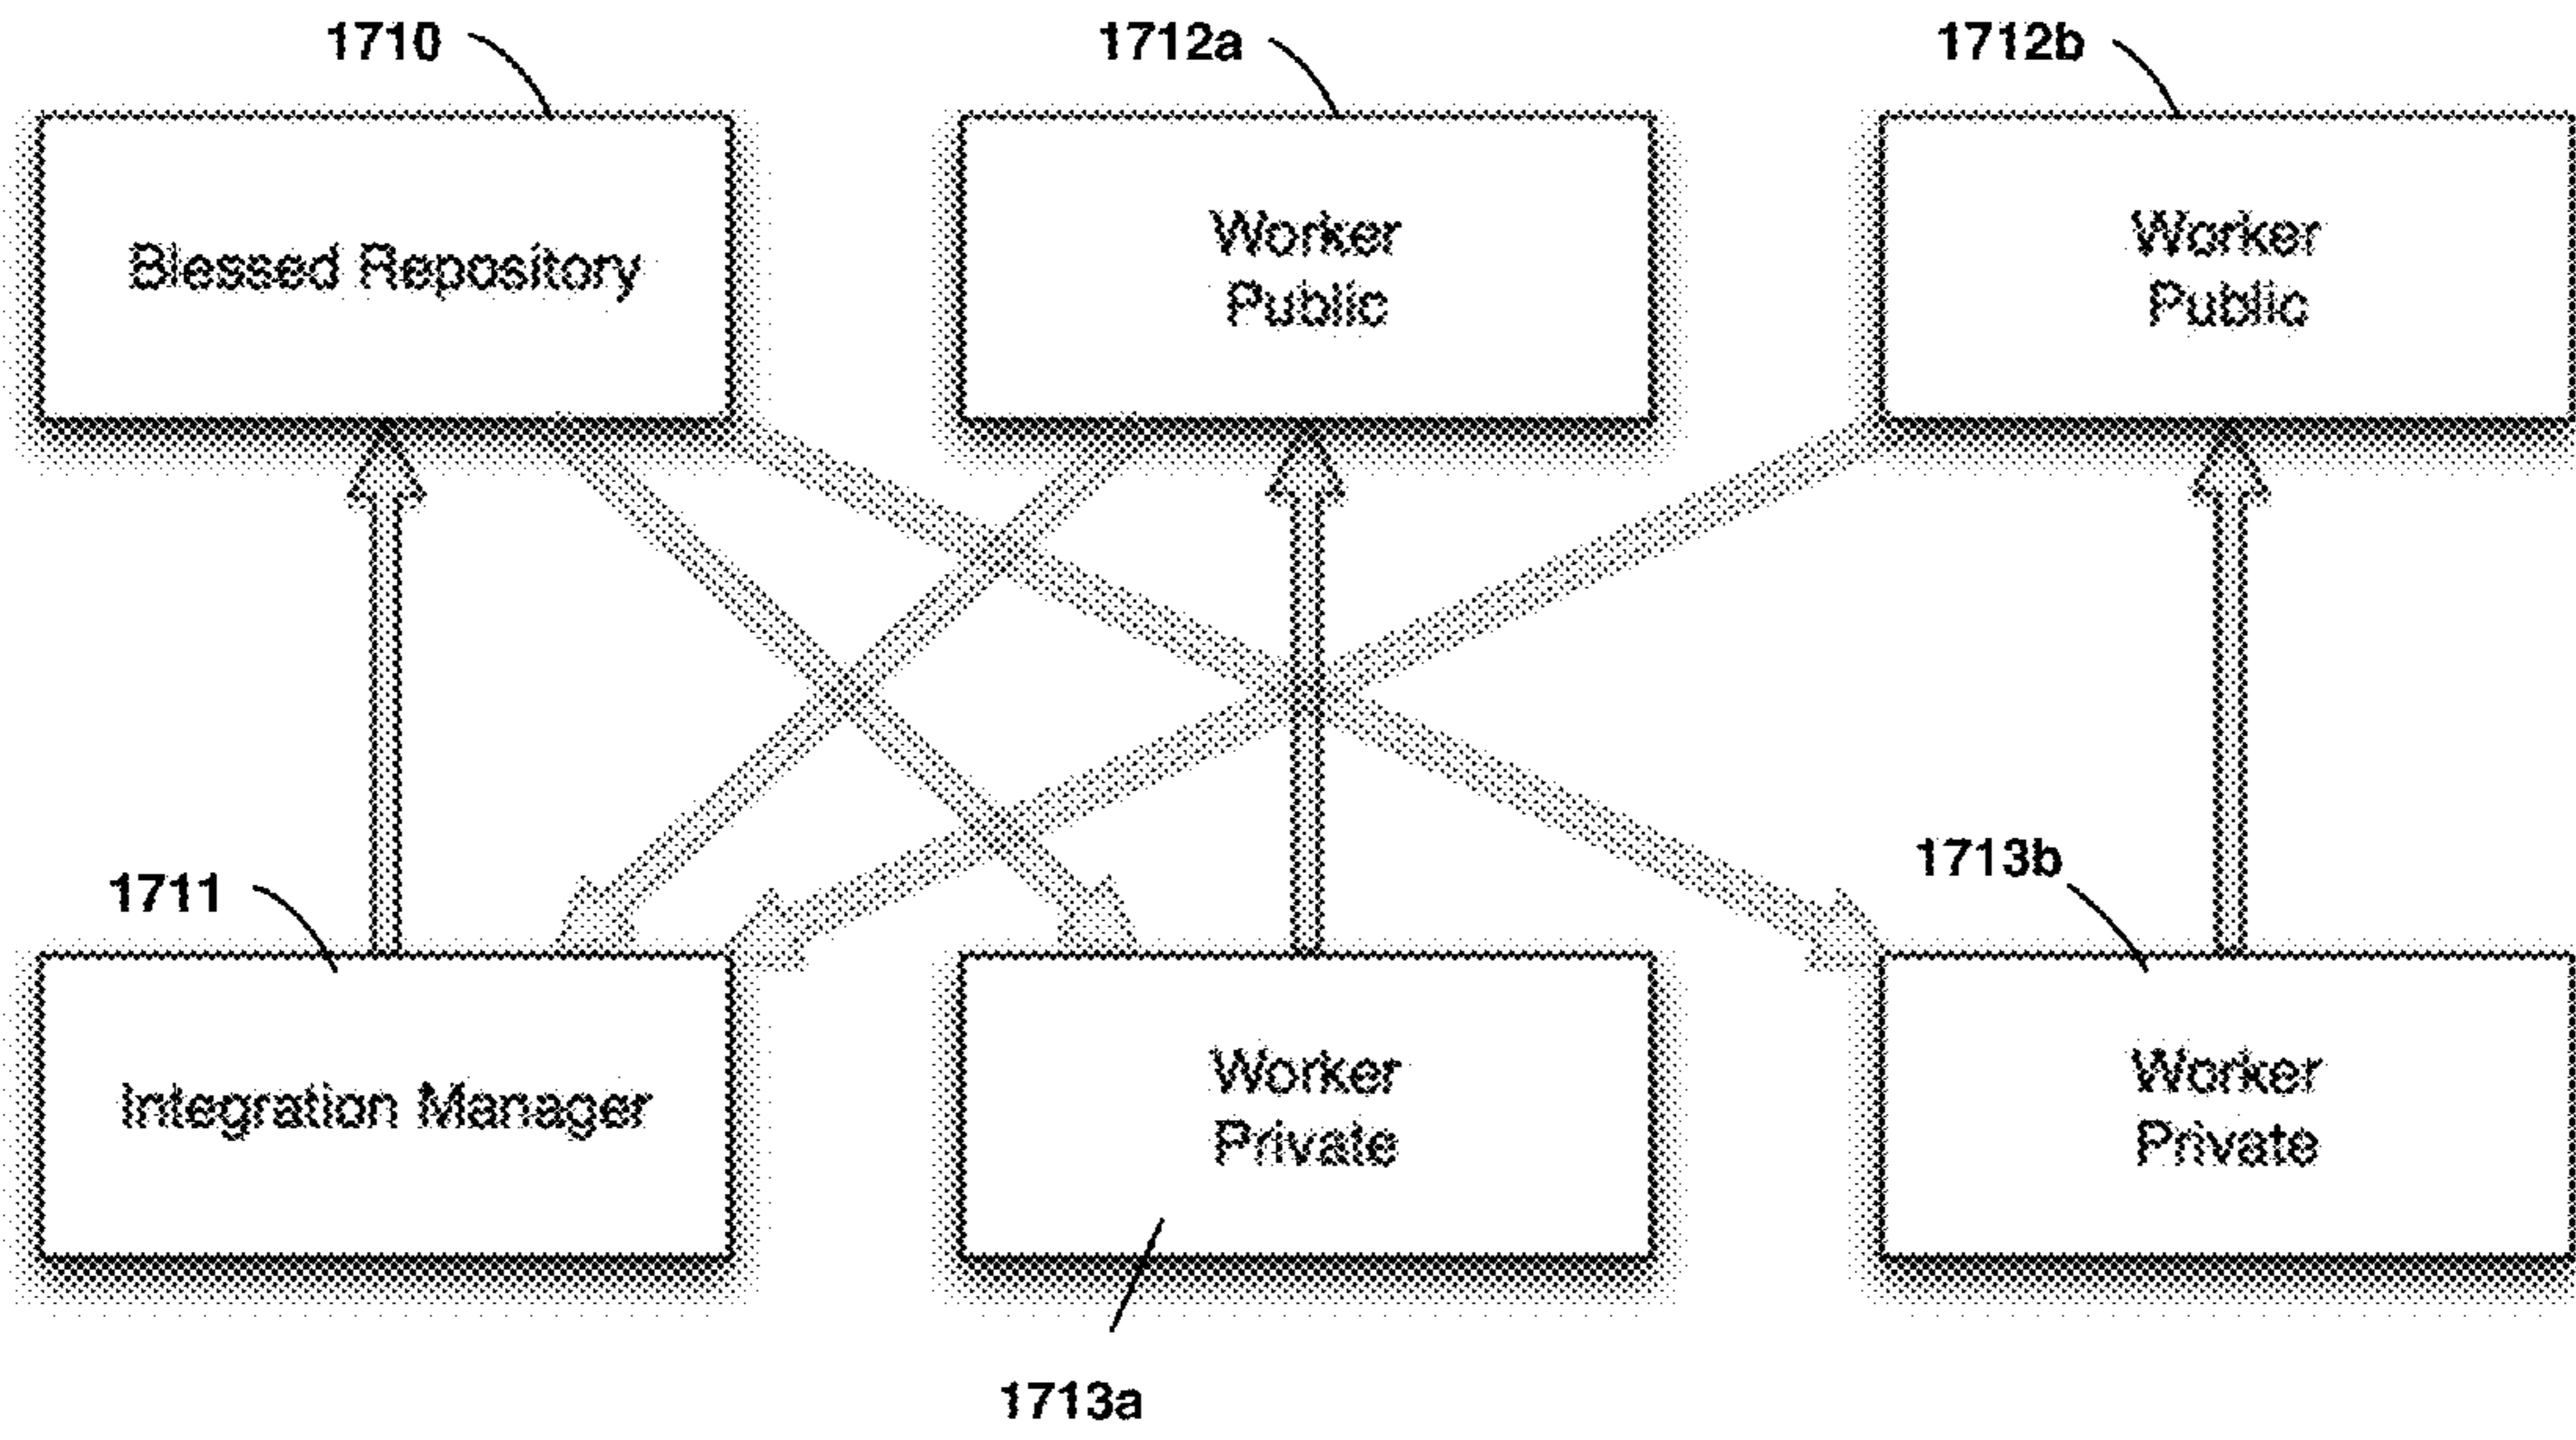 1710
1712a
1712b
Blessed Repository
Worker
Public
Worker
Public
1711
1713b
Integration Manager
Worker
Private
Worker
Private
1713a